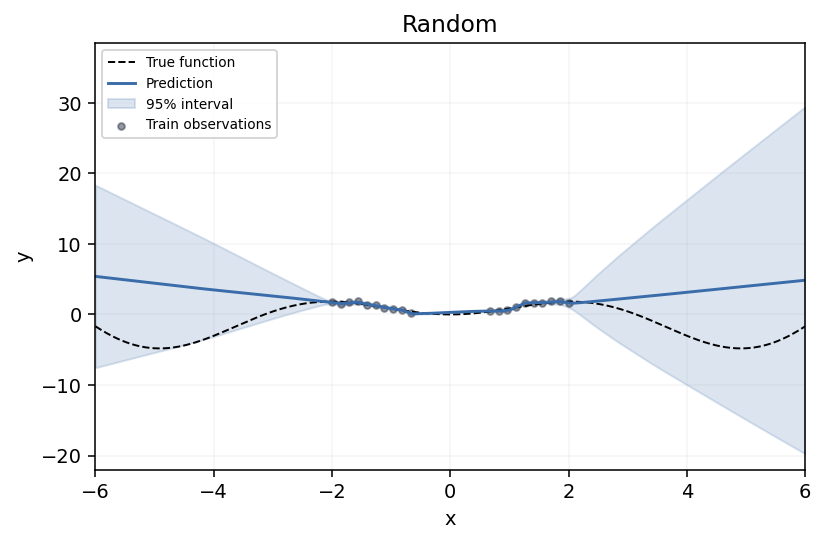 Random
True function
Prediction
95% interval
Train observations
30
20
10
0
−10
−20
y
−6 −4 −2 0 2 4 6
x